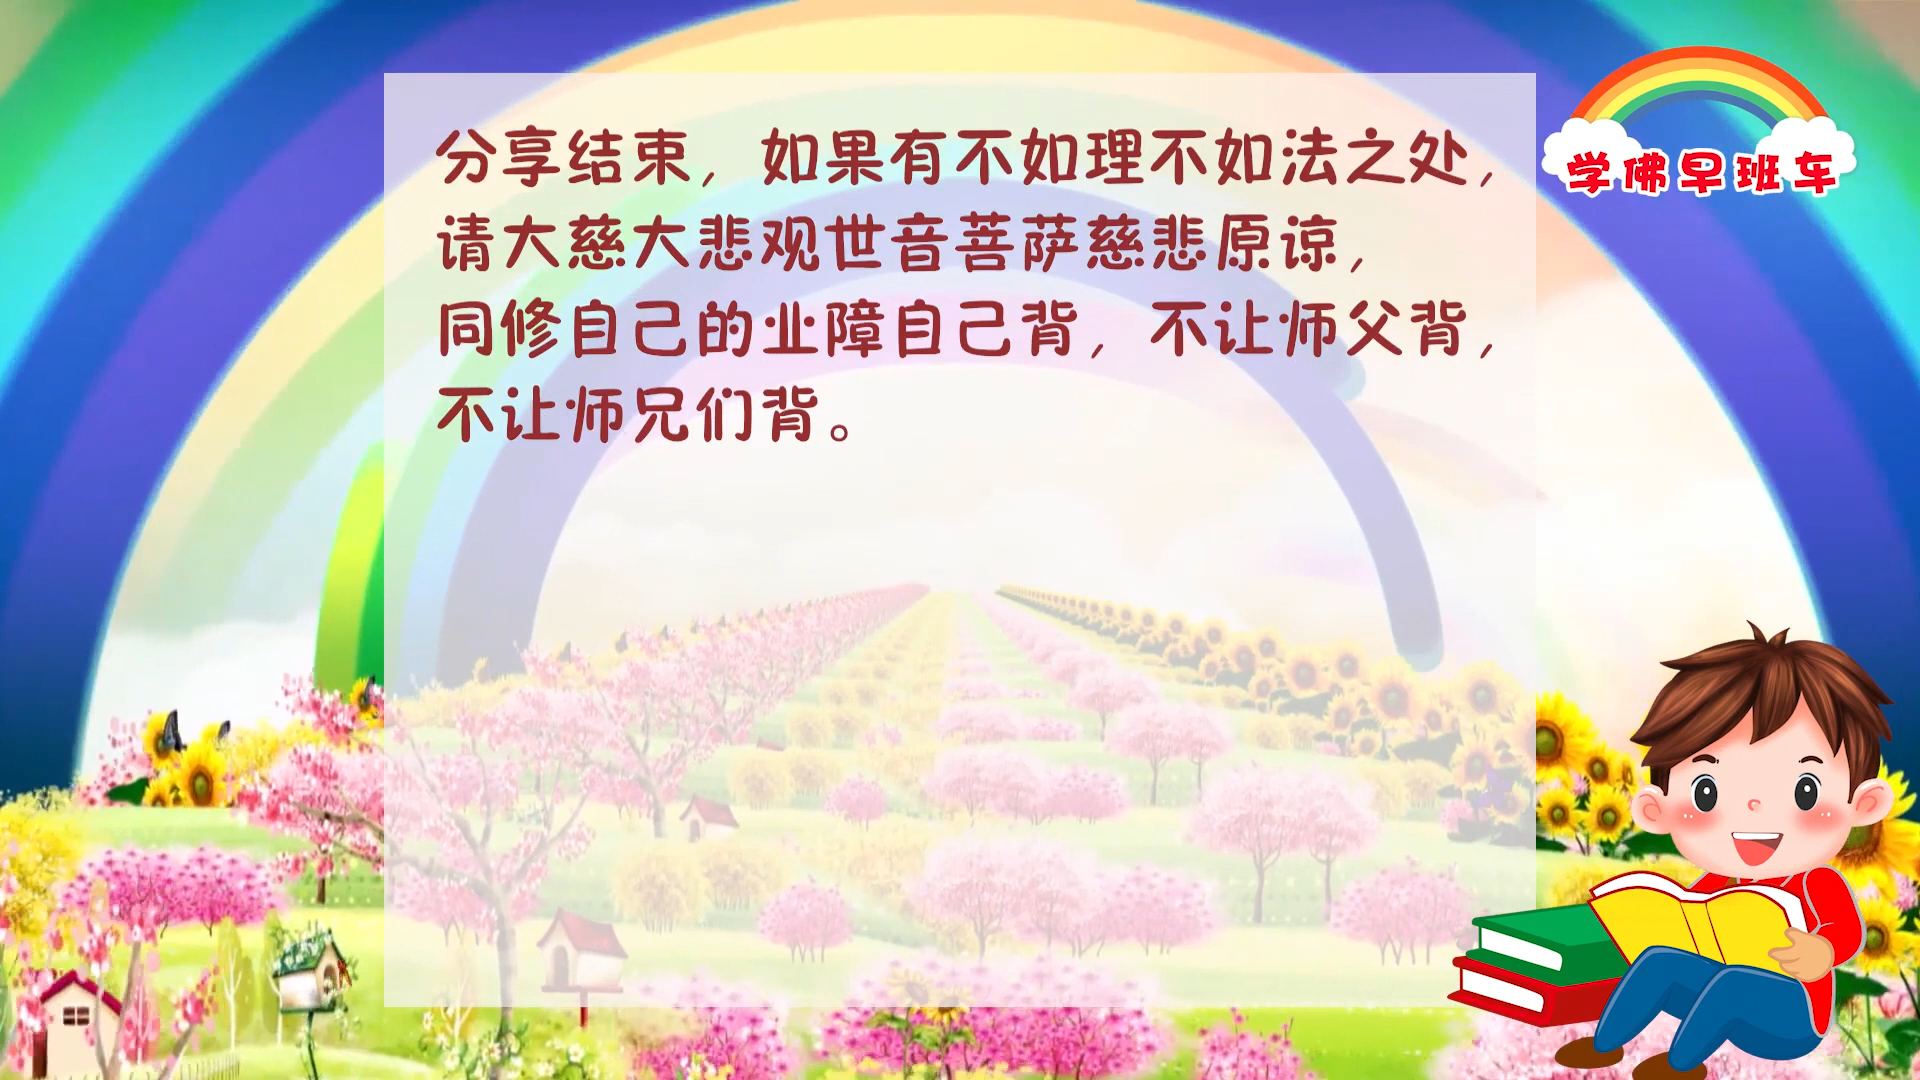 分享结束，如果有不如理不如法之处，
请大慈大悲观世音菩萨慈悲原谅，
同修自己的业障自己背，不让师父背，
不让师兄们背。
学佛早班车